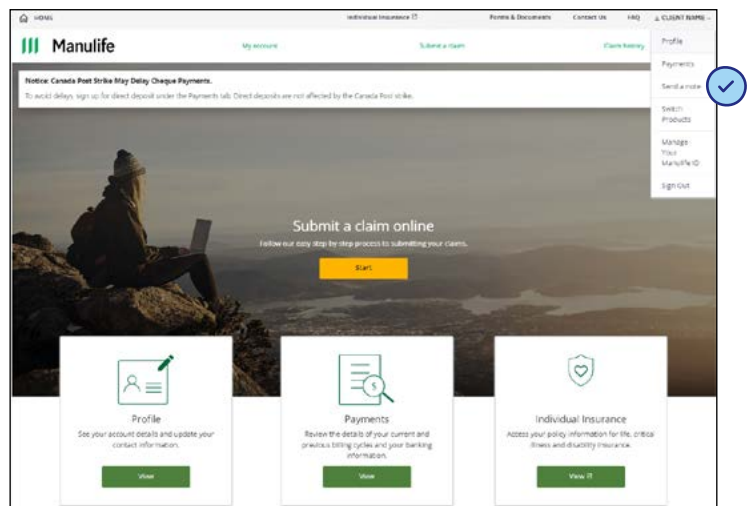 HOME
Individual Insurance
Forms & Documents
Contact Us
FAQ
CLIENT NAME
Manulife
My account
Submit a claim
Claim history
Profile
Payments
Send a note
Switch
Products
Manage
Your
Manulife ID
Sign Out
Notice: Canada Post Strike May Delay Cheque Payments.
To avoid delays, sign up for direct deposit under the Payments tab. Direct deposits are not affected by the Canada Post strike.
Submit a claim online
Follow our easy step-by-step process to submitting your claims.
Start
Profile
See your account details and update your
contact information.
View
Payments
Review the details of your current and
previous billing cycles and your banking
information.
View
Individual Insurance
Access your policy information for life, critical
illness and disability insurance.
View